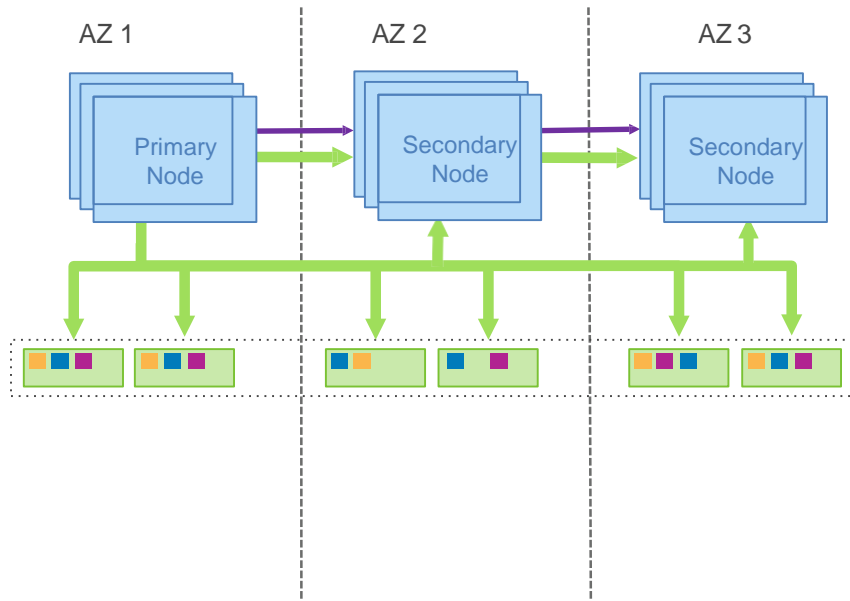 AZ 1
AZ 2
AZ 3
Primary
Node
Secondary
Node
Secondary
Node